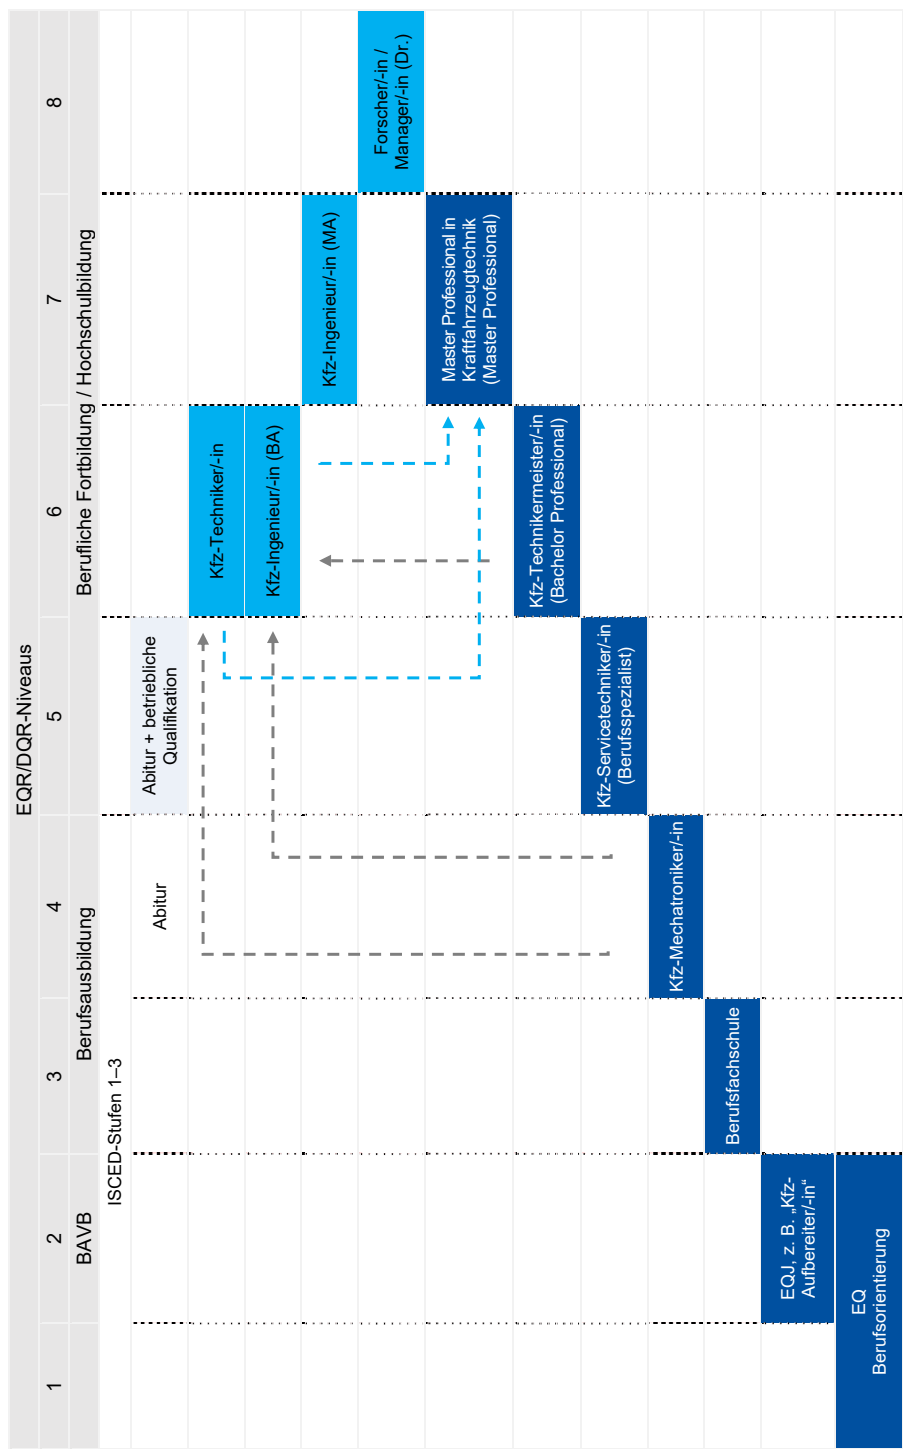 EQR/DQR-Niveaus
1
2
3
4
5
6
7
8
BAVB
Berufsausbildung
Berufliche Fortbildung / Hochschulbildung
ISCED-Stufen 1–3
Abitur
Abitur + betriebliche
Qualifikation
Kfz-Techniker/-in
Kfz-Ingenieur/-in (BA)
Kfz-Ingenieur/-in (MA)
Forscher/-in /
Manager/-in (Dr.)
Master Professional in
Kraftfahrzeugtechnik
(Master Professional)
Kfz-Technikermeister/-in
(Bachelor Professional)
Kfz-Servicetechniker/-in
(Berufsspezialist)
Kfz-Mechatroniker/-in
Berufsfachschule
EQJ, z. B. „Kfz-
Aufbereiter/-in“
EQ
Berufsorientierung